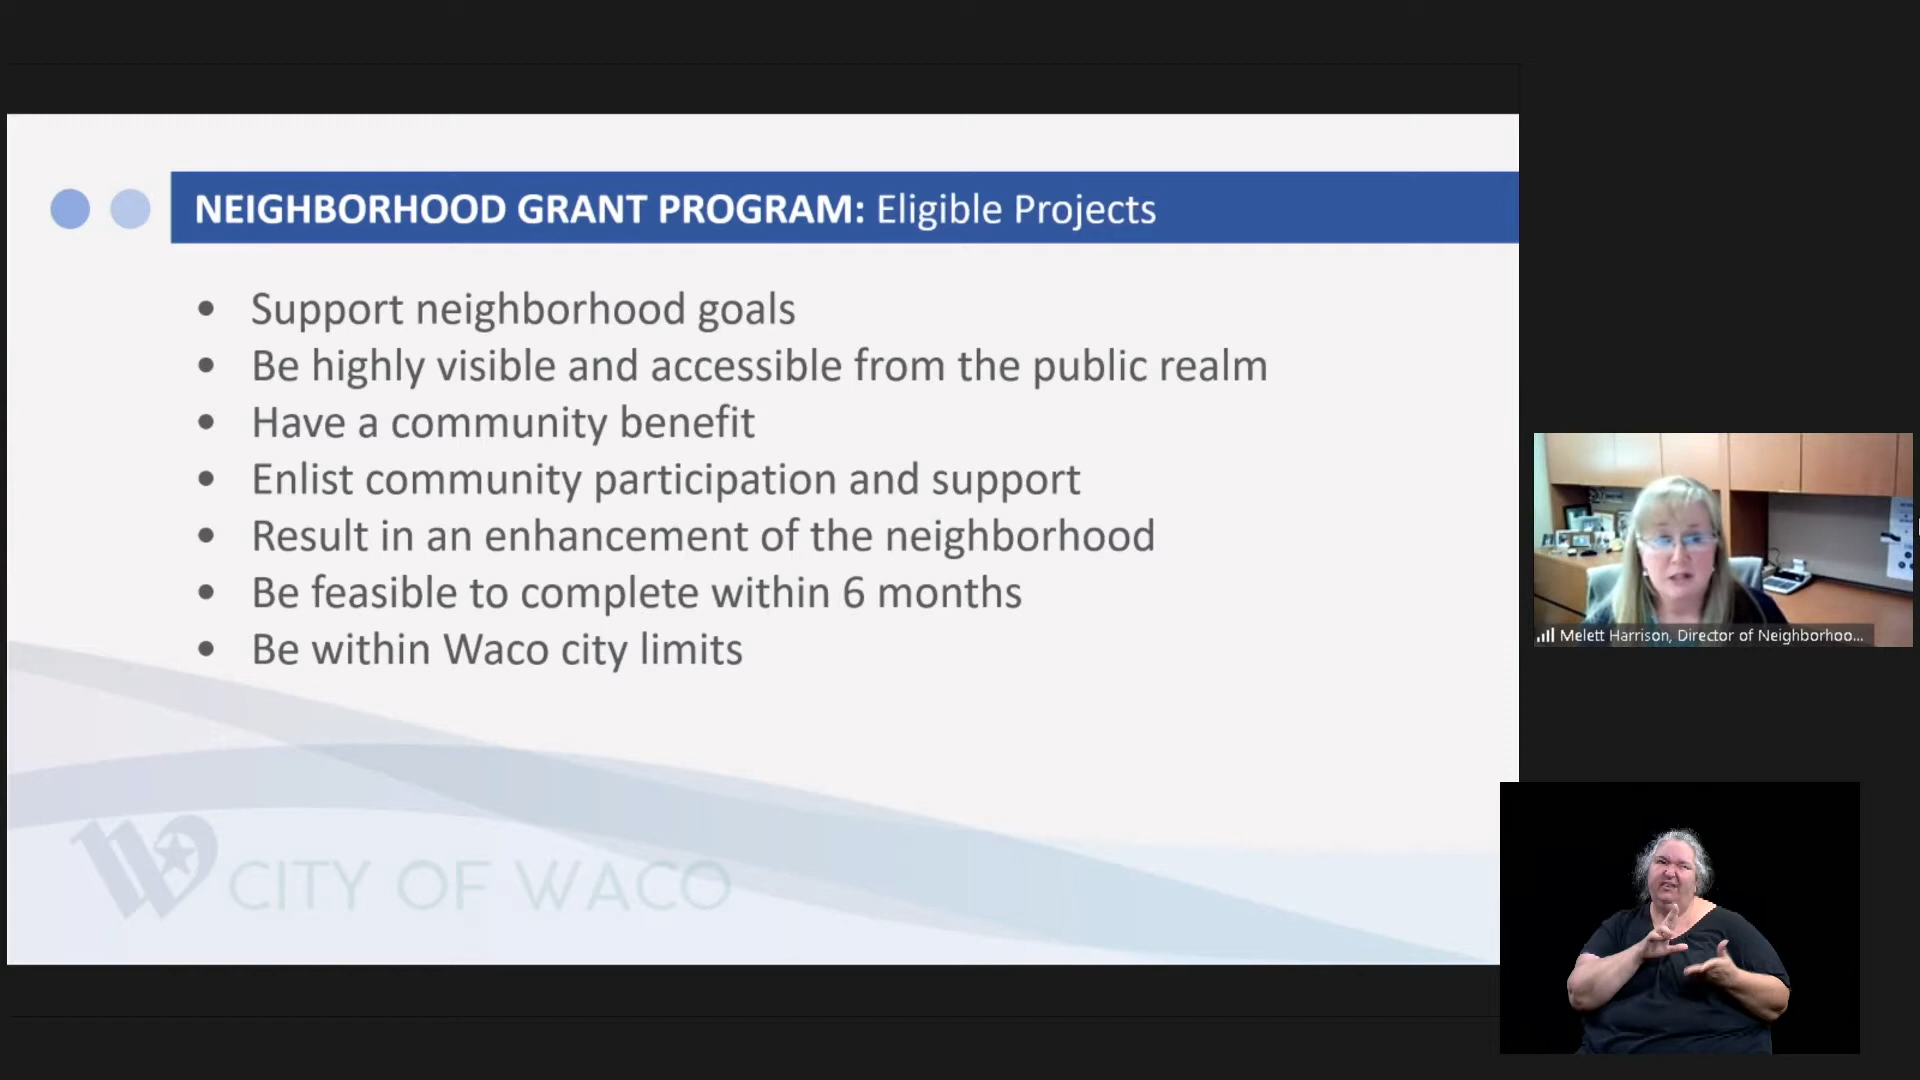 NEIGHBORHOOD GRANT PROGRAM: Eligible Projects
• Support neighborhood goals
• Be highly visible and accessible from the public realm
• Have a community benefit
• Enlist community participation and support
• Result in an enhancement of the neighborhood
• Be feasible to complete within 6 months
• Be within Waco city limits
Melett Harrison, Director of Neighborhoo...
CITY OF WACO